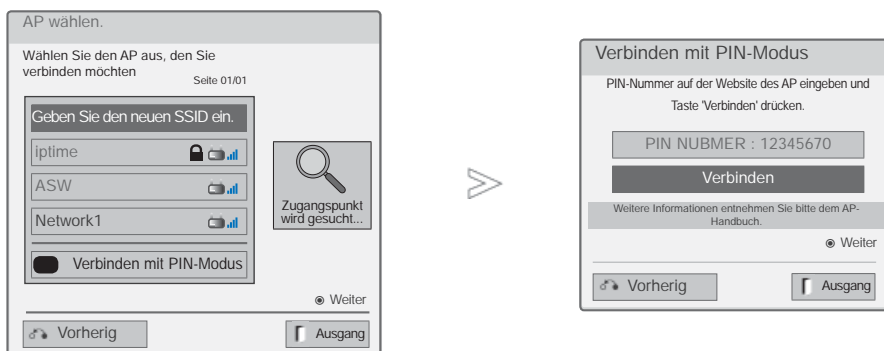 AP wählen.
Wählen Sie den AP aus, den Sie
verbinden möchten
Seite 01/01
Geben Sie den neuen SSID ein.
iptime
ASW
Network1
Verbinden mit PIN-Modus
Zugangspunkt
wird gesucht...
Weiter
Vorherig
Ausgang
Verbinden mit PIN-Modus
PIN-Nummer auf der Website des AP eingeben und
Taste 'Verbinden' drücken.
PIN NUBMER : 12345670
Verbinden
Weitere Informationen entnehmen Sie bitte dem AP-
Handbuch.
Weiter
Vorherig
Ausgang